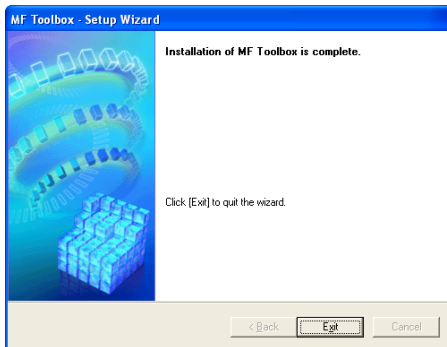 MF Toolbox - Setup Wizard
Installation of MF Toolbox is complete.
Click [Exit] to quit the wizard.
< Back Exit Cancel